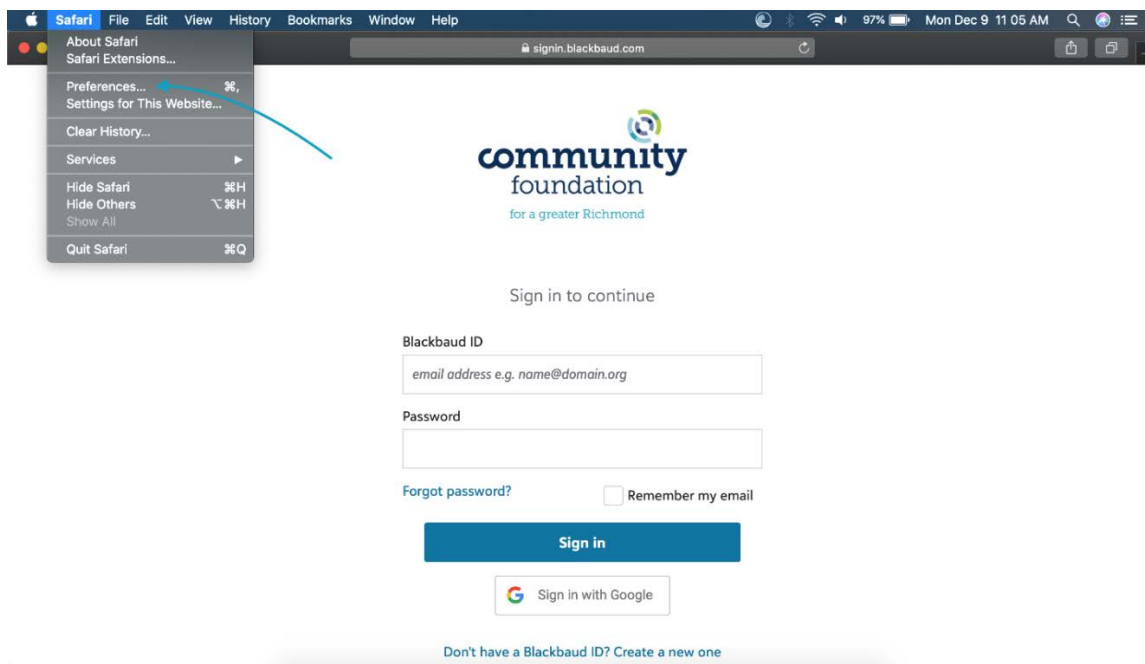 Safari File Edit View History Bookmarks Window Help 97% Mon Dec 9 11 05 AM
About Safari
Safari Extensions...
signin.blackbaud.com
Preferences... ⌘,
Settings for This Website...
Clear History...
Services ▶
Hide Safari ⌘H
Hide Others ⌥⌘H
Show All
Quit Safari ⌘Q
community
foundation
for a greater Richmond
Sign in to continue
Blackbaud ID
email address e.g. name@domain.org
Password
Forgot password? Remember my email
Sign in
Sign in with Google
Don't have a Blackbaud ID? Create a new one